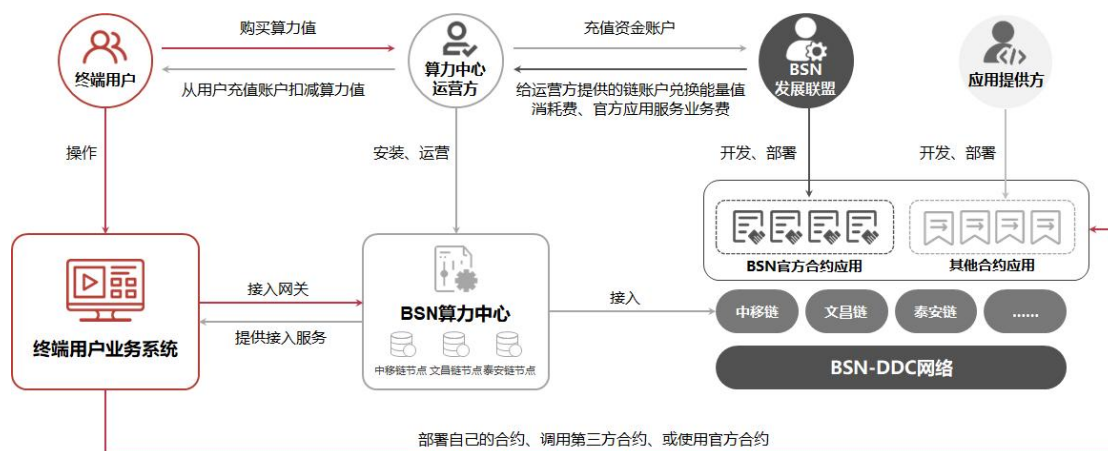 购买算力值
充值资金账户
终端用户
算力中心
运营方
BSN
发展联盟
应用提供方
从用户充值账户扣减算力值
给运营方提供的链账户兑换能量值
消耗费、官方应用服务业务费
操作
安装、运营
开发、部署
开发、部署
BSN官方合约应用
其他合约应用
接入网关
提供接入服务
终端用户业务系统
BSN算力中心
中移链节点
文昌链节点
泰安链节点
接入
中移链
文昌链
泰安链
......
BSN-DDC网络
部署自己的合约、调用第三方合约、或使用官方合约